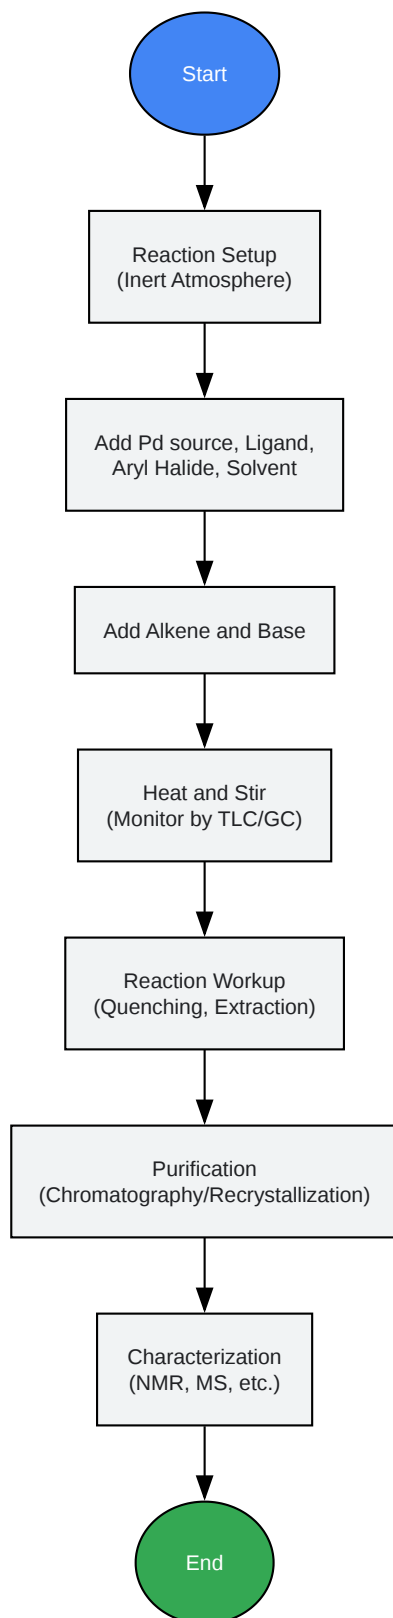 Start
Reaction Setup
(Inert Atmosphere)
Add Pd source, Ligand,
Aryl Halide, Solvent
Add Alkene and Base
Heat and Stir
(Monitor by TLC/GC)
Reaction Workup
(Quenching, Extraction)
Purification
(Chromatography/Recrystallization)
Characterization
(NMR, MS, etc.)
End